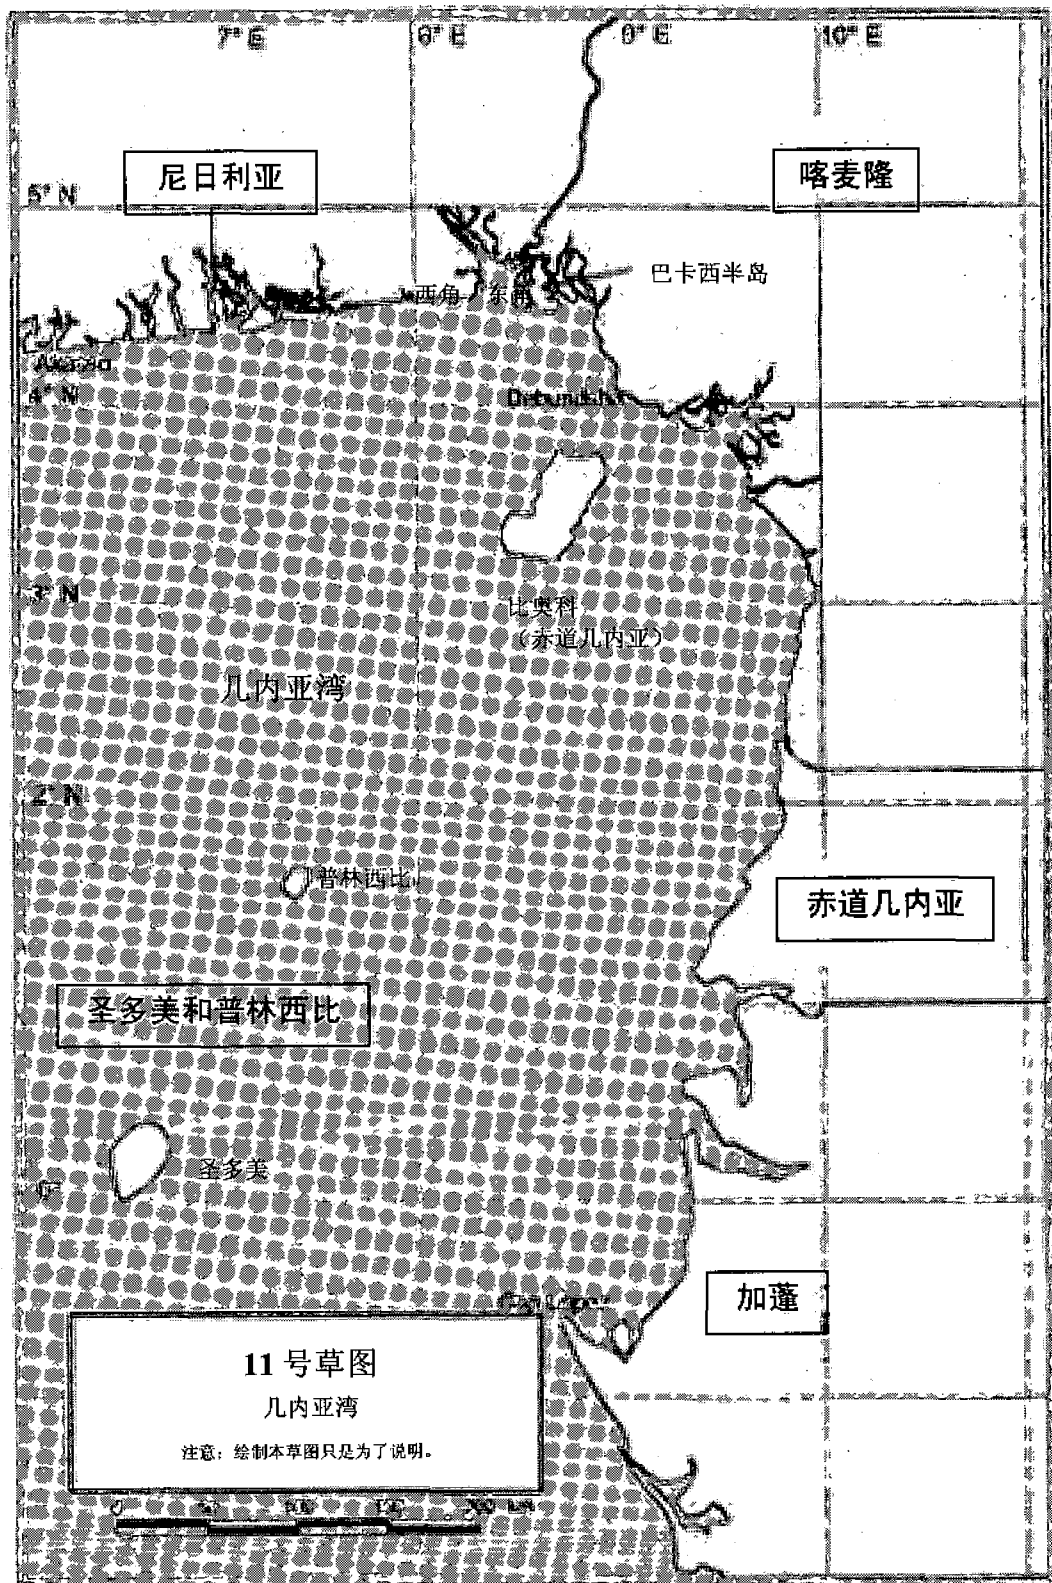 7° E
8° E
9° E
10° E
尼日利亚
喀麦隆
5° N
巴卡西半岛
西角
东角
Akasso
4° N
Debundsha
3° N
比奥科
(赤道几内亚)
几内亚湾
2° N
普林西比
赤道几内亚
圣多美和普林西比
圣多美
0°
加蓬
11 号草图
几内亚湾
注意：绘制本草图只是为了说明。